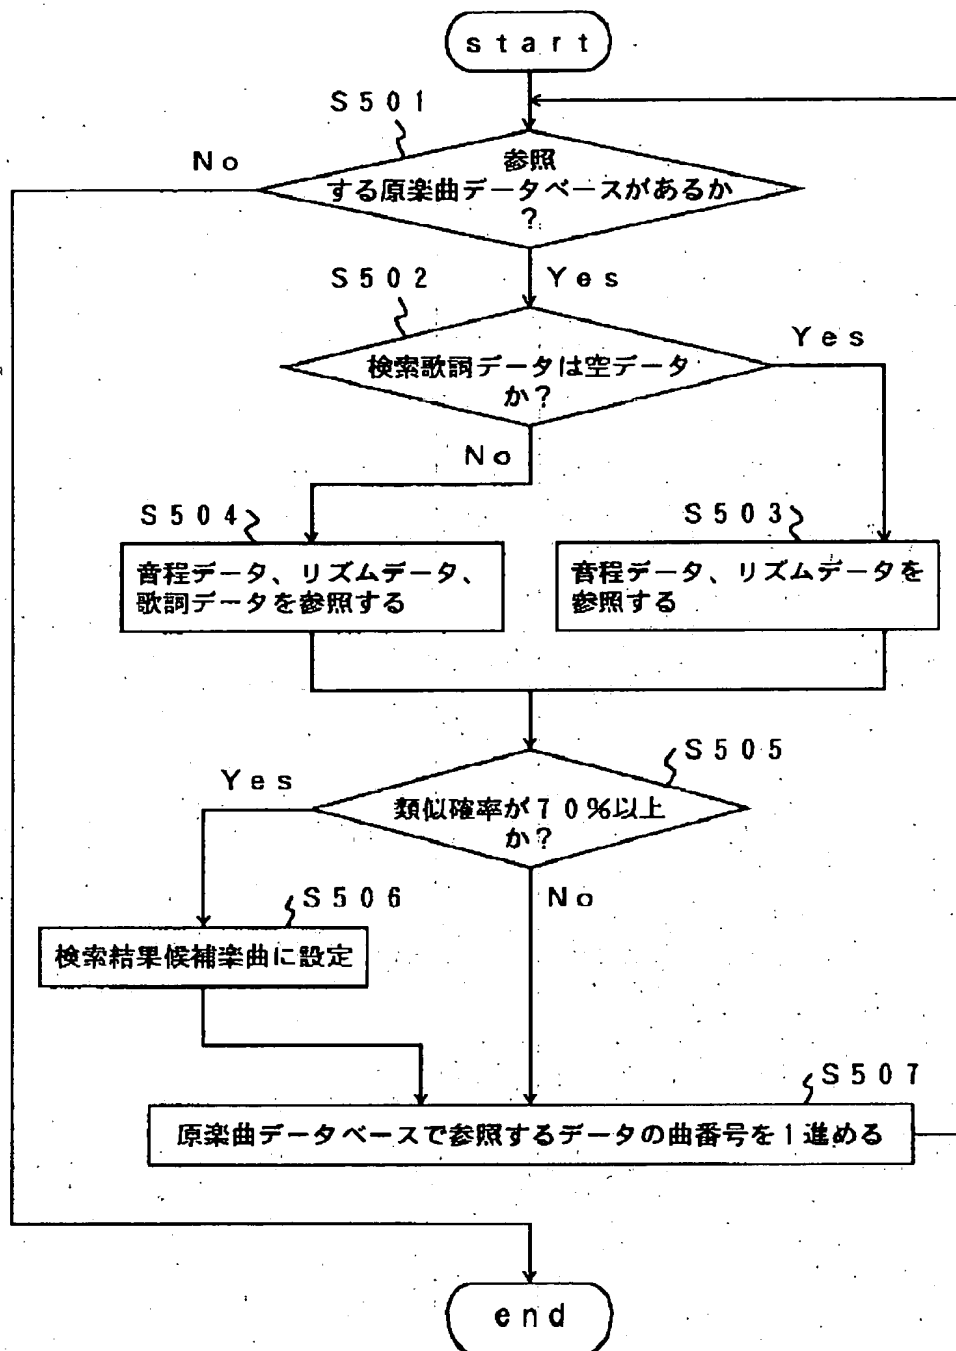 start
S501
No
参照
する原楽曲データベースがあるか
?
Yes
S502
Yes
検索歌詞データは空データ
か?
No
S504
S503
音程データ、リズムデータ、
歌詞データを参照する
音程データ、リズムデータを
参照する
S505
Yes
類似確率が70%以上
か?
No
S506
検索結果候補楽曲に設定
S507
原楽曲データベースで参照するデータの曲番号を1進める
end